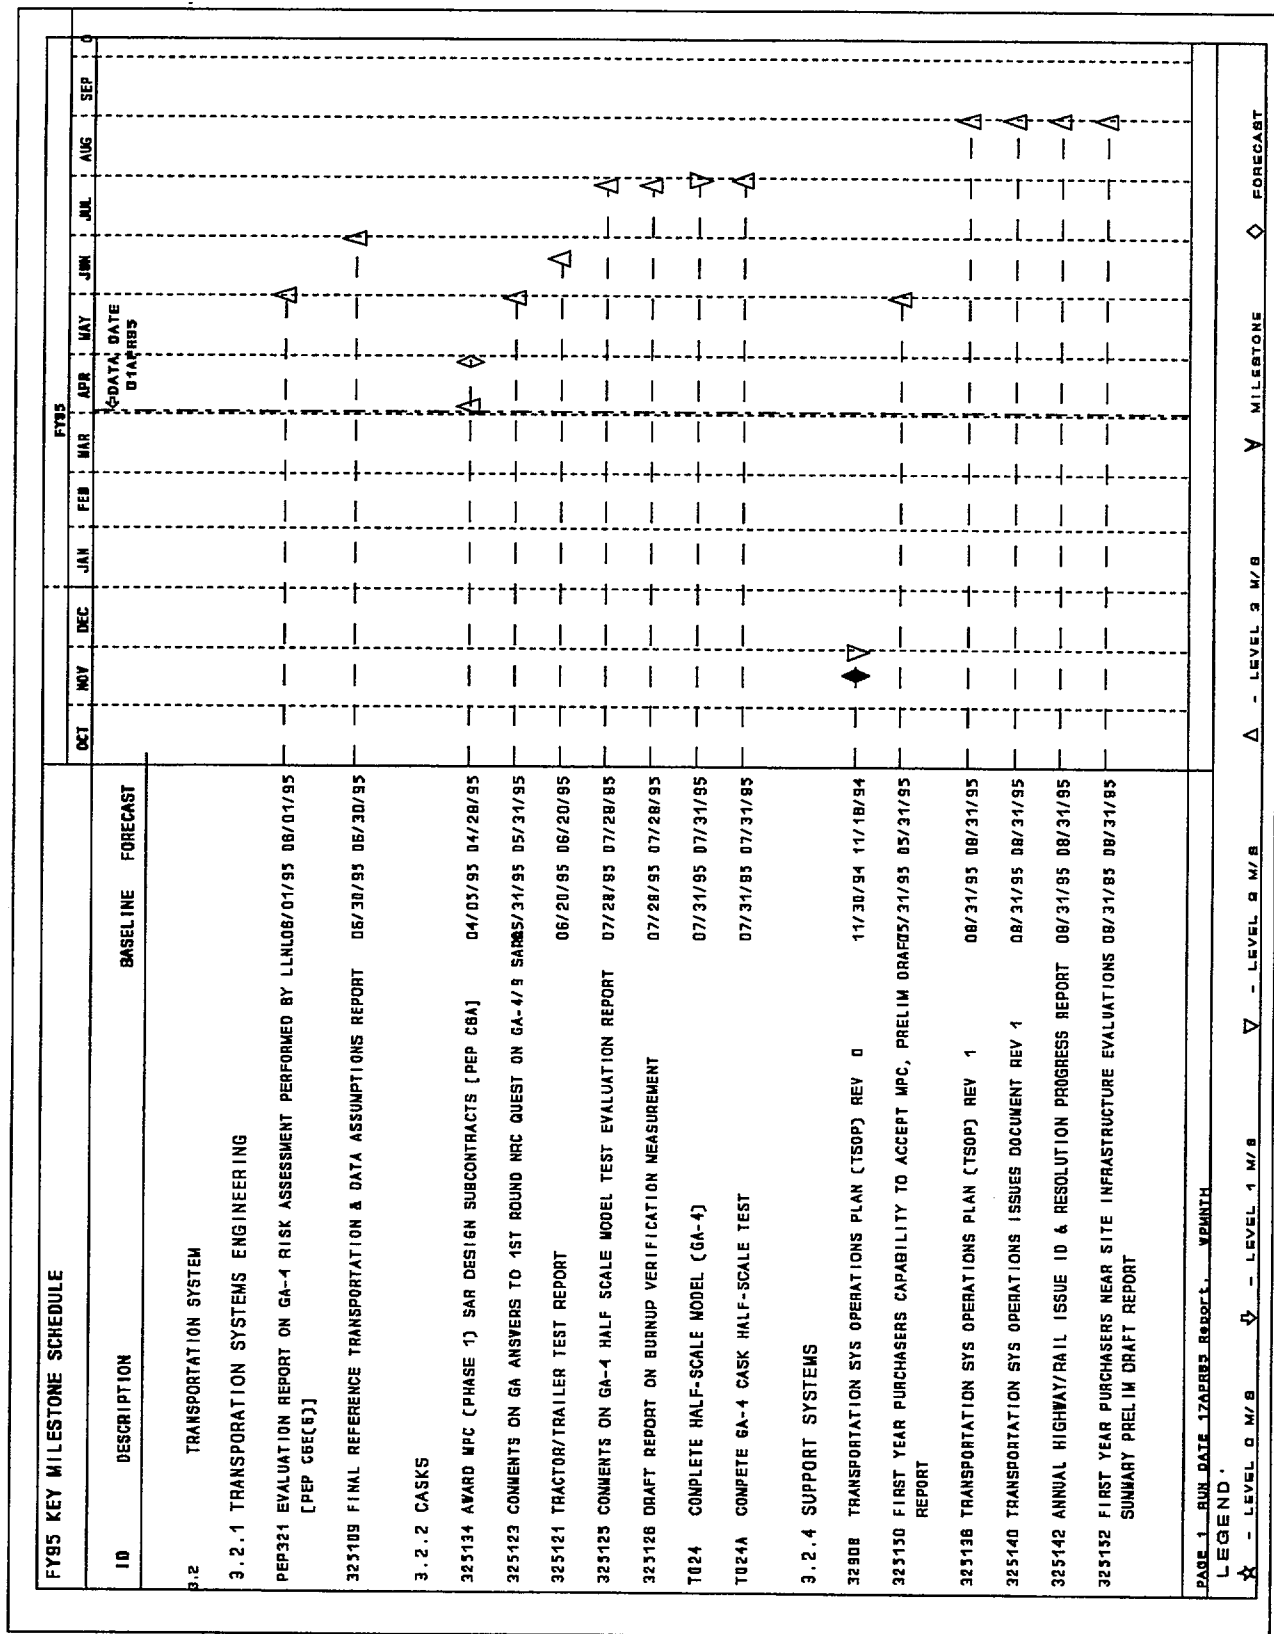 FY95 KEY MILESTONE SCHEDULE
FY95
ID DESCRIPTION BASELINE FORECAST OCT NOV DEC JAN FEB MAR APR MAY JUN JUL AUG SEP O
DATA DATE
01APR95
3.2 TRANSPORTATION SYSTEM
3.2.1 TRANSPORATION SYSTEMS ENGINEERING
PEP321 EVALUATION REPORT ON GA-4 RISK ASSESSMENT PERFORMED BY LLNL 06/01/95 06/01/95
[PEP C6E(6)]
325109 FINAL REFERENCE TRANSPORTATION & DATA ASSUMPTIONS REPORT 06/30/95 06/30/95
3.2.2 CASKS
325134 AWARD MPC (PHASE 1) SAR DESIGN SUBCONTRACTS [PEP C6A] 04/03/95 04/28/95
325123 COMMENTS ON GA ANSWERS TO 1ST ROUND NRC QUEST ON GA-4/9 SARS 05/31/95 05/31/95
325121 TRACTOR/TRAILER TEST REPORT 06/20/95 06/20/95
325125 COMMENTS ON GA-4 HALF SCALE MODEL TEST EVALUATION REPORT 07/28/95 07/28/95
325126 DRAFT REPORT ON BURNUP VERIFICATION MEASUREMENT 07/28/95 07/28/95
T024 COMPLETE HALF-SCALE MODEL (GA-4) 07/31/95 07/31/95
T024A COMPETE GA-4 CASK HALF-SCALE TEST 07/31/95 07/31/95
3.2.4 SUPPORT SYSTEMS
32908 TRANSPORTATION SYS OPERATIONS PLAN (TSOP) REV 0 11/30/94 11/18/94
325150 FIRST YEAR PURCHASERS CAPABILITY TO ACCEPT MPC, PRELIM DRAFT 05/31/95 05/31/95
REPORT
325136 TRANSPORTATION SYS OPERATIONS PLAN (TSOP) REV 1 08/31/95 08/31/95
325140 TRANSPORTATION SYS OPERATIONS ISSUES DOCUMENT REV 1 08/31/95 08/31/95
325142 ANNUAL HIGHWAY/RAIL ISSUE ID & RESOLUTION PROGRESS REPORT 08/31/95 08/31/95
325152 FIRST YEAR PURCHASERS NEAR SITE INFRASTRUCTURE EVALUATIONS 08/31/95 08/31/95
SUMMARY PRELIM DRAFT REPORT
PAGE 1 RUN DATE 17APR95 Report. WPMNTH
LEGEND.
- LEVEL 0 M/S - LEVEL 1 M/S - LEVEL 2 M/S - LEVEL 3 M/S MILESTONE FORECAST